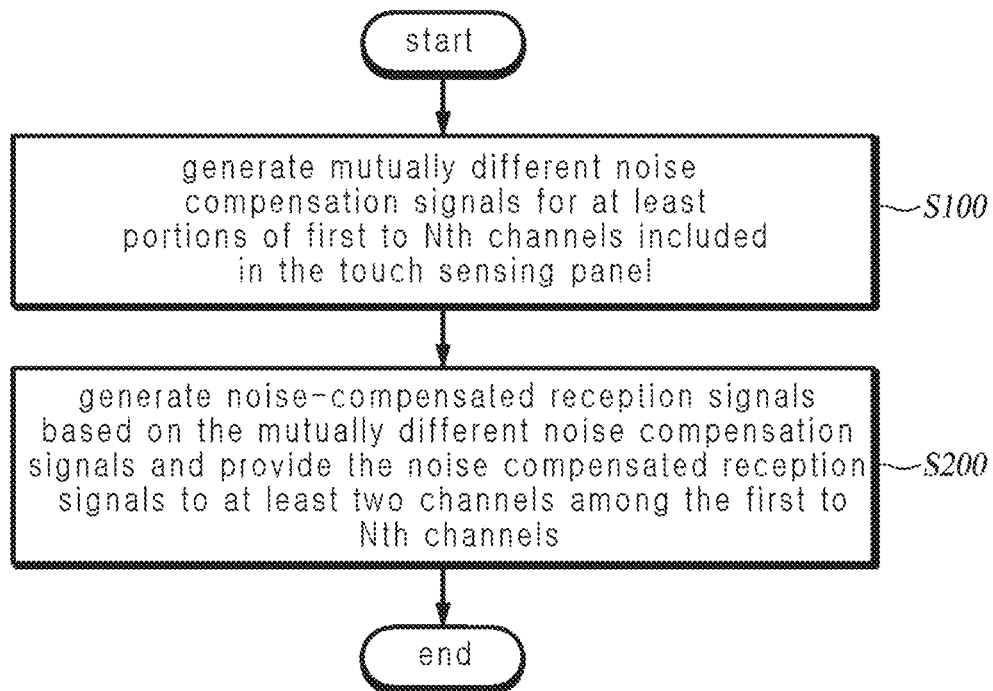 start
generate mutually different noise
compensation signals for at least
portions of first to Nth channels included
in the touch sensing panel
S100
generate noise-compensated reception signals
based on the mutually different noise compensation
signals and provide the noise compensated reception
signals to at least two channels among the first to
Nth channels
S200
end